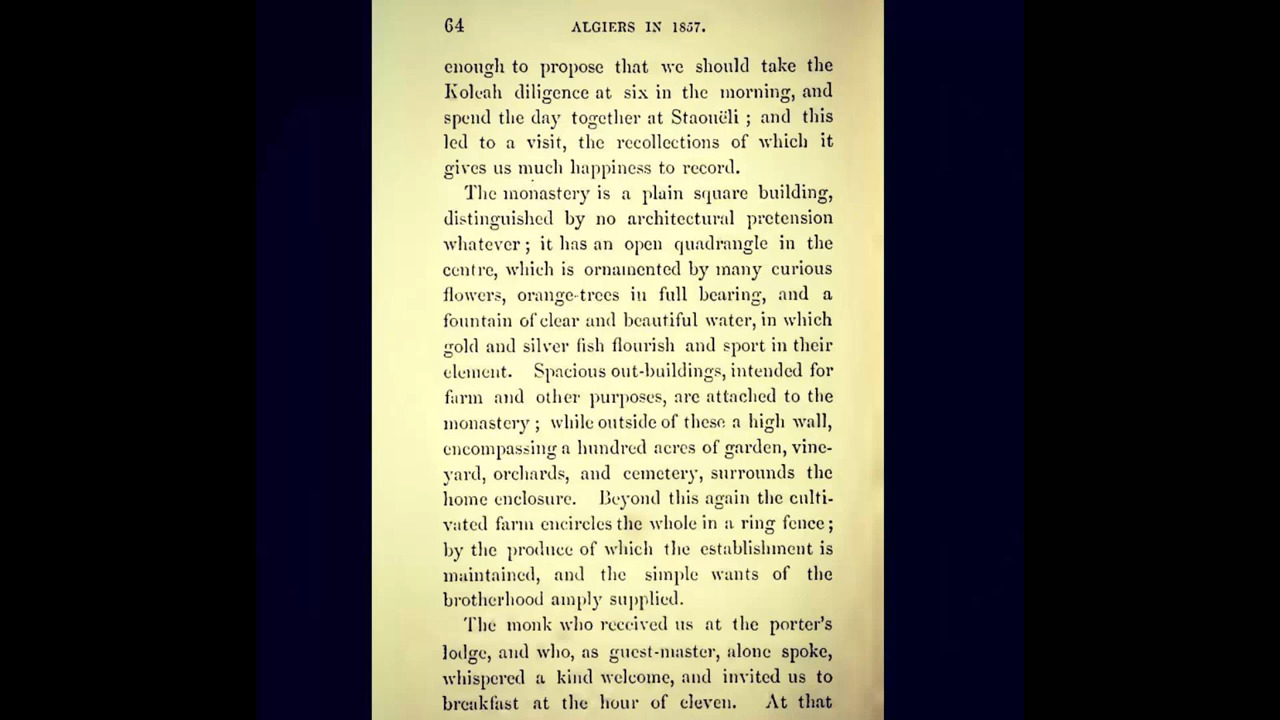 64 ALGIERS IN 1857.
enough to propose that we should take the
Koleah diligence at six in the morning, and
spend the day together at Staouëli ; and this
led to a visit, the recollections of which it
gives us much happiness to record.
The monastery is a plain square building,
distinguished by no architectural pretension
whatever ; it has an open quadrangle in the
centre, which is ornamented by many curious
flowers, orange-trees in full bearing, and a
fountain of clear and beautiful water, in which
gold and silver fish flourish and sport in their
element. Spacious out-buildings, intended for
farm and other purposes, are attached to the
monastery ; while outside of these a high wall,
encompassing a hundred acres of garden, vine-
yard, orchards, and cemetery, surrounds the
home enclosure. Beyond this again the culti-
vated farm encircles the whole in a ring fence ;
by the produce of which the establishment is
maintained, and the simple wants of the
brotherhood amply supplied.
The monk who received us at the porter's
lodge, and who, as guest-master, alone spoke,
whispered a kind welcome, and invited us to
breakfast at the hour of eleven. At that